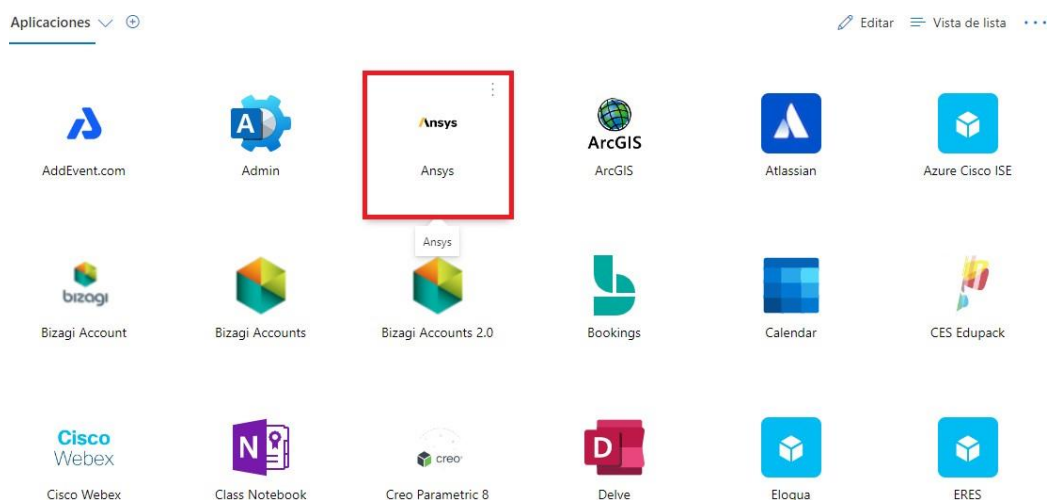 Aplicaciones
Editar
Vista de lista
Ansys
ArcGIS
AddEvent.com
Admin
Ansys
ArcGIS
Atlassian
Azure Cisco ISE
Ansys
bizagi
Bizagi Account
Bizagi Accounts
Bizagi Accounts 2.0
Bookings
Calendar
CES Edupack
Cisco
Webex
N
creo
D
Cisco Webex
Class Notebook
Creo Parametric 8
Delve
Eloqua
ERES